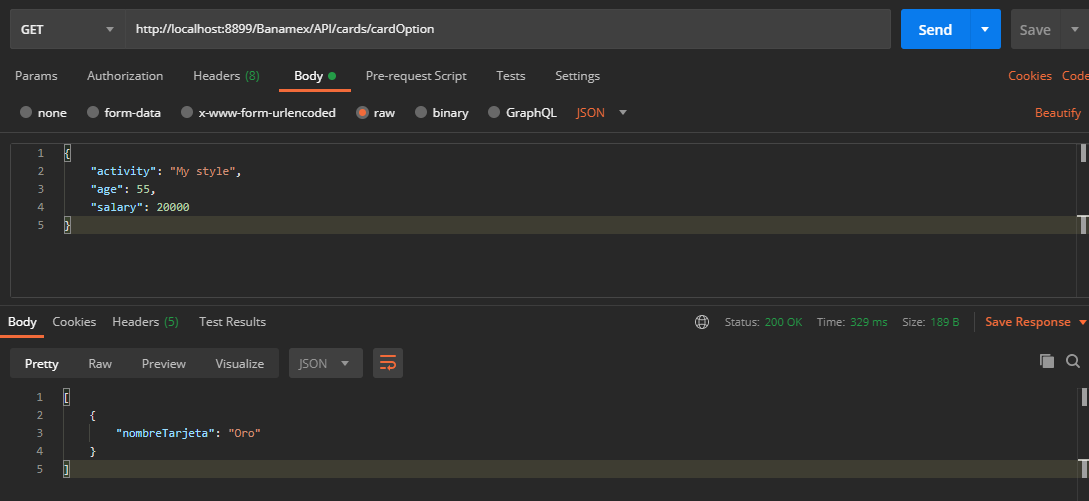 GET http://localhost:8899/Banamex/API/cards/cardOption Send Save
Params Authorization Headers (8) Body Pre-request Script Tests Settings Cookies Code
none form-data x-www-form-urlencoded raw binary GraphQL JSON Beautify
1 {
2 "activity": "My style",
3 "age": 55,
4 "salary": 20000
5 }
Body Cookies Headers (5) Test Results Status: 200 OK Time: 329 ms Size: 189 B Save Response
Pretty Raw Preview Visualize JSON
1 [
2 {
3 "nombreTarjeta": "Oro"
4 }
5 ]